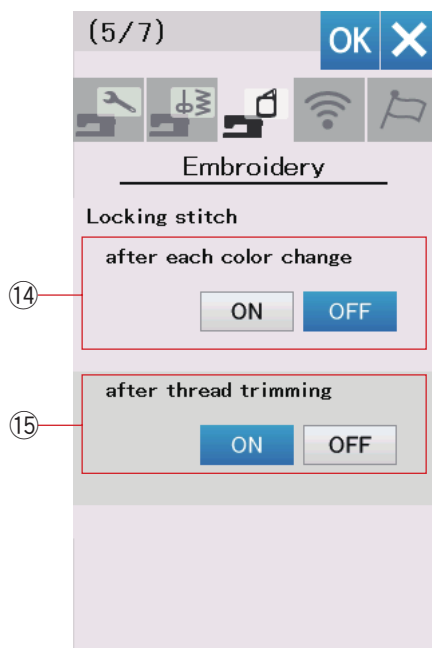 (5/7)
OK
Embroidery
Locking stitch
after each color change
⑭
ON OFF
after thread trimming
⑮
ON OFF